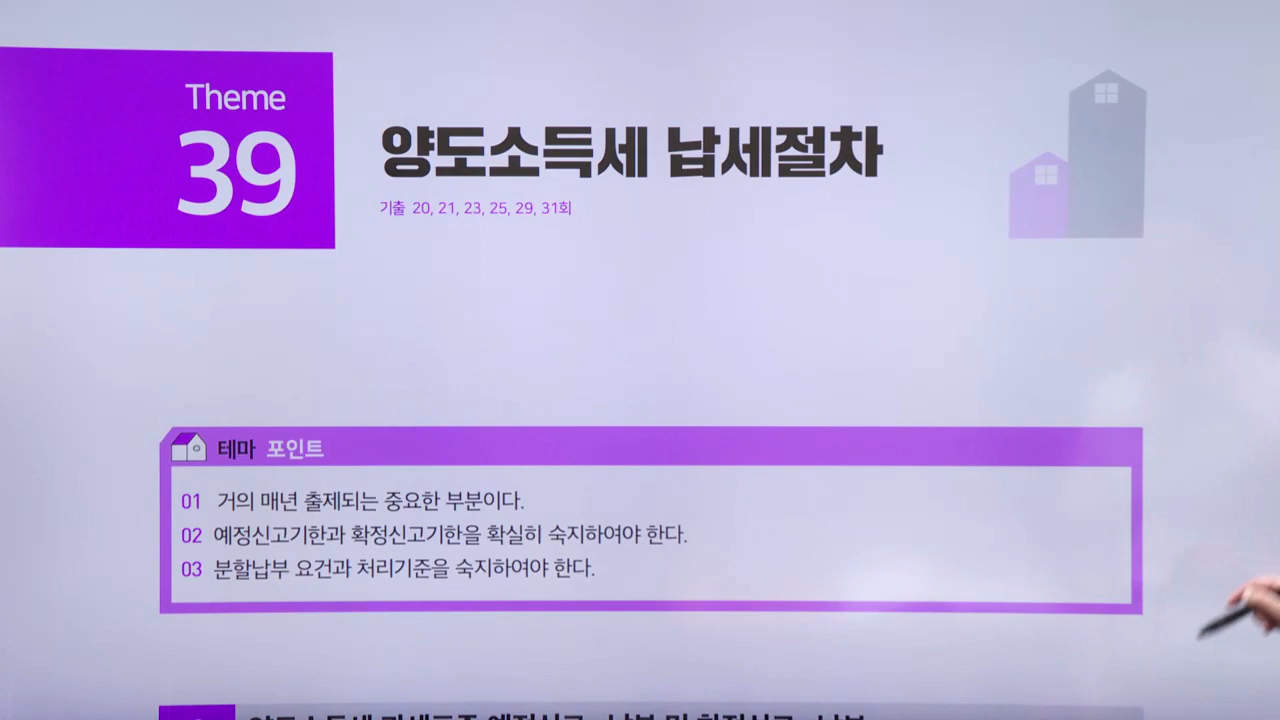 Theme
39
양도소득세 납세절차
기출 20, 21, 23, 25, 29, 31회
테마 포인트
01 거의 매년 출제되는 중요한 부분이다.
02 예정신고기한과 확정신고기한을 확실히 숙지하여야 한다.
03 분할납부 요건과 처리기준을 숙지하여야 한다.